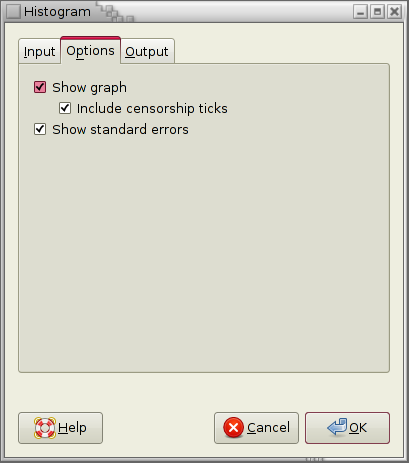 Histogram
Input Options Output
Show graph
Include censorship ticks
Show standard errors
Help Cancel OK